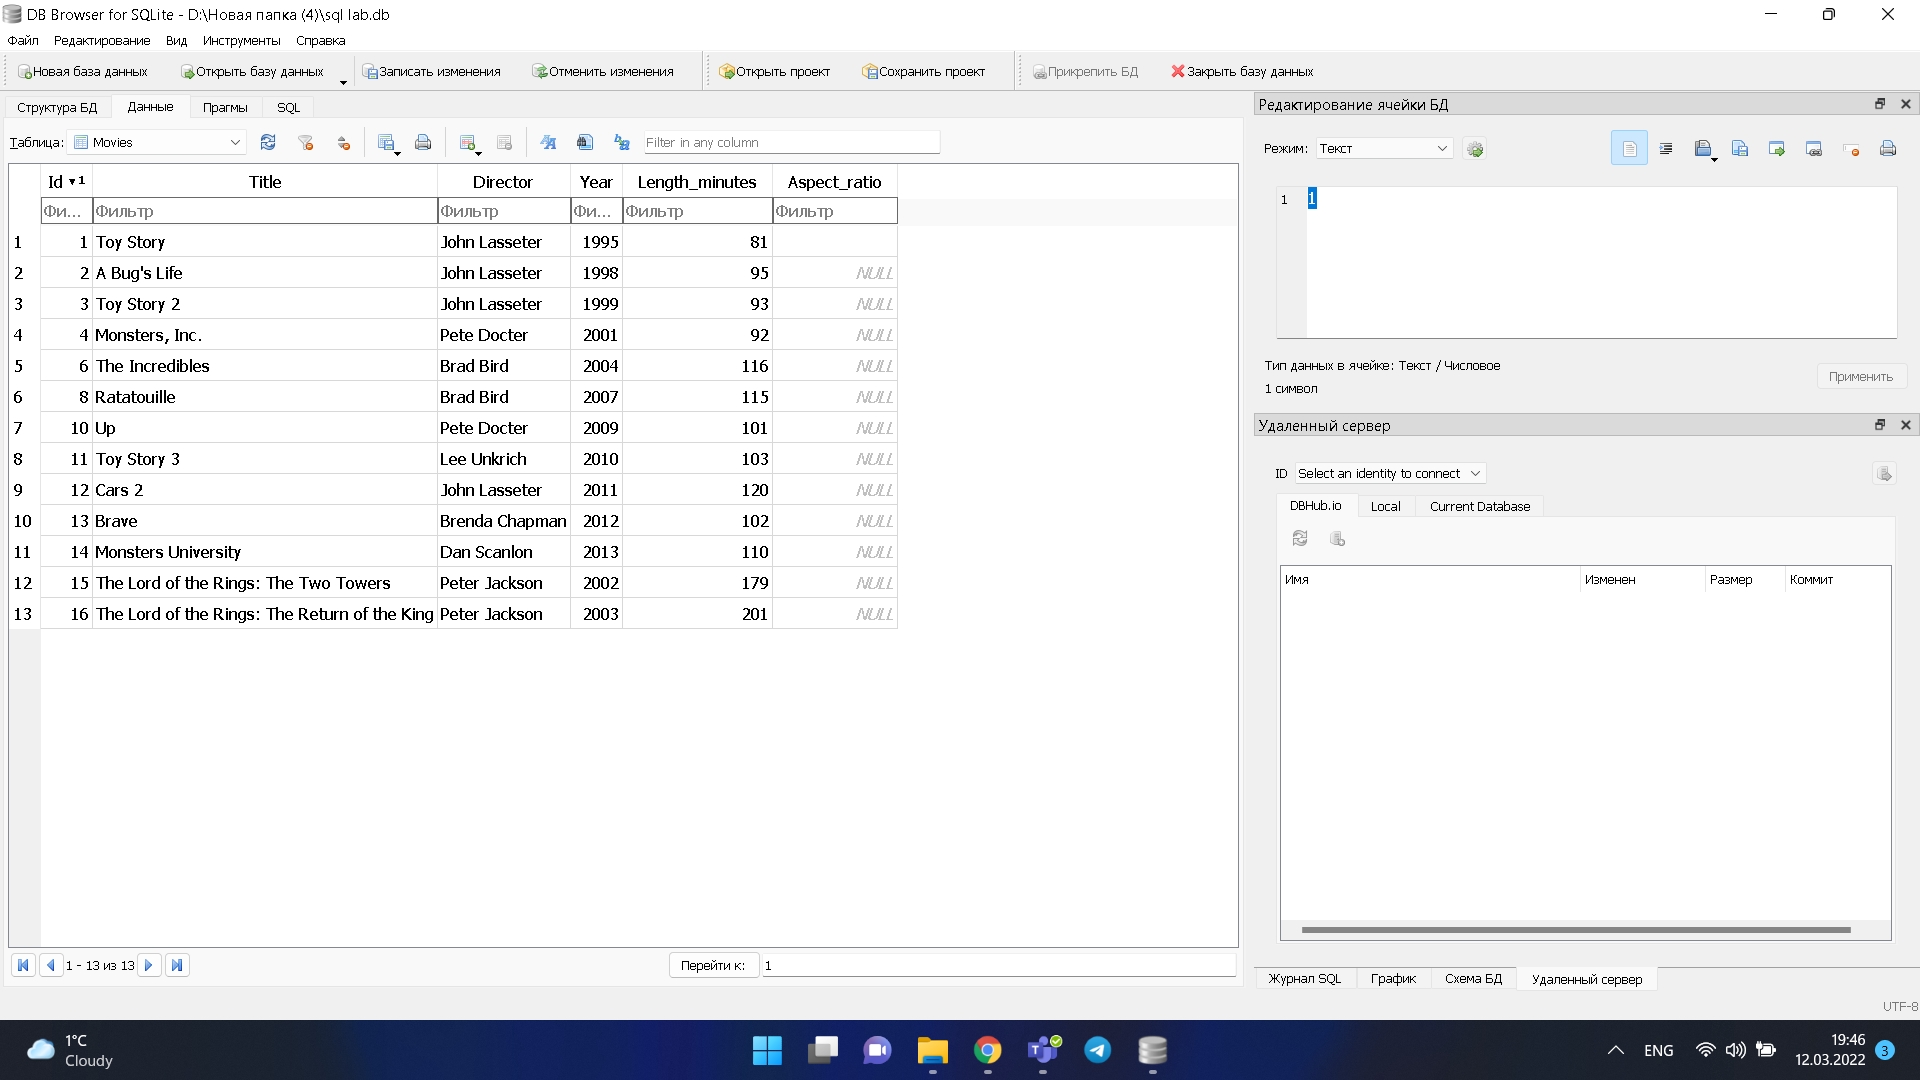 DB Browser for SQLite - D:\Новая папка (4)\sql lab.db
Файл Редактирование Вид Инструменты Справка
Новая база данных Открыть базу данных Записать изменения Отменить изменения Открыть проект Сохранить проект Прикрепить БД Закрыть базу данных
Структура БД Данные Прагмы SQL
Таблица: Movies Filter in any column
Id 1 Title Director Year Length_minutes Aspect_ratio
Фи... Фильтр Фильтр Фи... Фильтр Фильтр
1 1 Toy Story John Lasseter 1995 81
2 2 A Bug's Life John Lasseter 1998 95 NULL
3 3 Toy Story 2 John Lasseter 1999 93 NULL
4 4 Monsters, Inc. Pete Docter 2001 92 NULL
5 6 The Incredibles Brad Bird 2004 116 NULL
6 8 Ratatouille Brad Bird 2007 115 NULL
7 10 Up Pete Docter 2009 101 NULL
8 11 Toy Story 3 Lee Unkrich 2010 103 NULL
9 12 Cars 2 John Lasseter 2011 120 NULL
10 13 Brave Brenda Chapman 2012 102 NULL
11 14 Monsters University Dan Scanlon 2013 110 NULL
12 15 The Lord of the Rings: The Two Towers Peter Jackson 2002 179 NULL
13 16 The Lord of the Rings: The Return of the King Peter Jackson 2003 201 NULL
1 - 13 из 13 Перейти к: 1
Редактирование ячейки БД
Режим: Текст
1 1
Тип данных в ячейке: Текст / Числовое
1 символ
Применить
Удаленный сервер
ID Select an identity to connect
DBHub.io Local Current Database
Имя Изменен Размер Коммит
Журнал SQL График Схема БД Удаленный сервер
UTF-8
1°C
Cloudy
ENG
19:46
12.03.2022
3